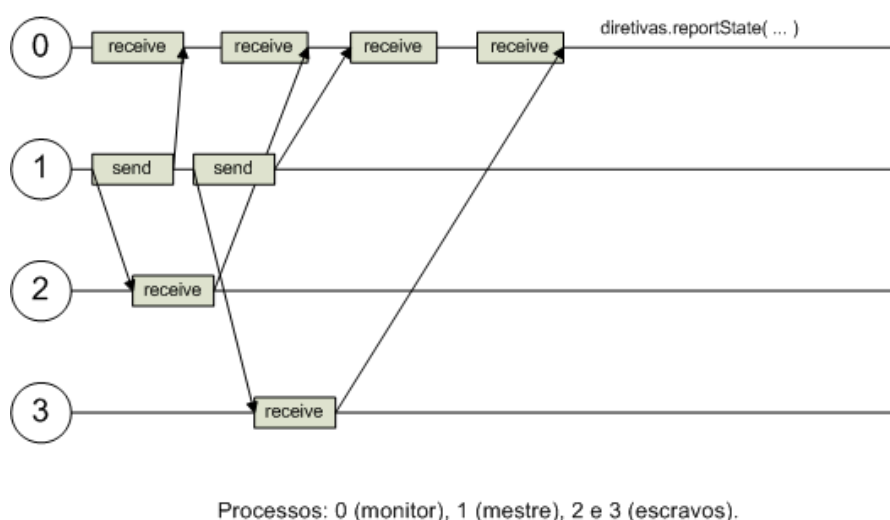 diretivas.reportState( ... )
0 receive receive receive receive
1 send send
2 receive
3 receive
Processos: 0 (monitor), 1 (mestre), 2 e 3 (escravos).